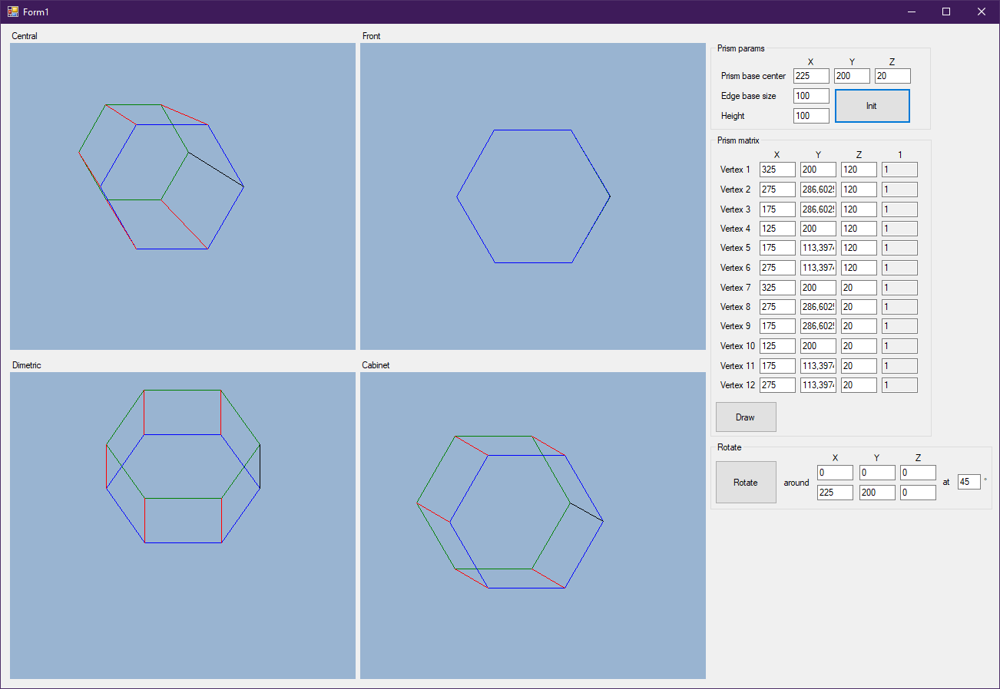 Form1
Central
Front
Prism params
X Y Z
Prism base center 225 200 20
Edge base size 100
Init
Height 100
Prism matrix
X Y Z 1
Vertex 1 325 200 120 1
Vertex 2 275 286,602 120 1
Vertex 3 175 286,602 120 1
Vertex 4 125 200 120 1
Vertex 5 175 113,397 120 1
Vertex 6 275 113,397 120 1
Vertex 7 325 200 20 1
Vertex 8 275 286,602 20 1
Vertex 9 175 286,602 20 1
Vertex 10 125 200 20 1
Vertex 11 175 113,397 20 1
Vertex 12 275 113,397 20 1
Draw
Dimetric
Cabinet
Rotate
X Y Z
Rotate around 0 0 0 at 45 °
225 200 0